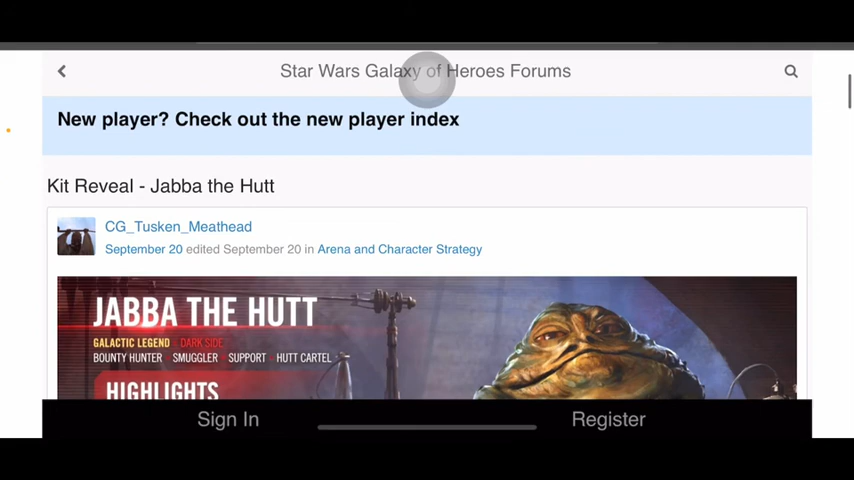 Star Wars Galaxy of Heroes Forums
New player? Check out the new player index
Kit Reveal - Jabba the Hutt
CG_Tusken_Meathead
September 20 edited September 20 in Arena and Character Strategy
JABBA THE HUTT
GALACTIC LEGEND DARK SIDE
BOUNTY HUNTER SMUGGLER SUPPORT HUTT CARTEL
HIGHLIGHTS
Sign In Register